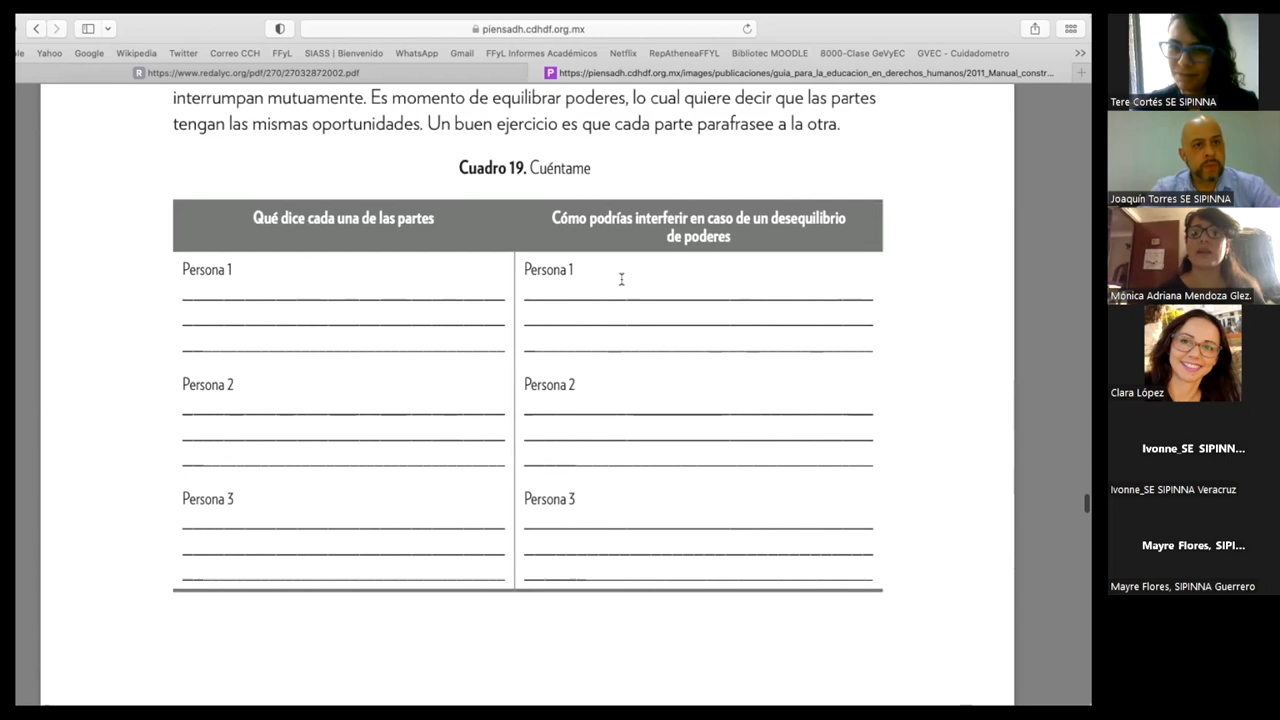 piensadh.cdhdf.org.mx
le Yahoo Google Wikipedia Twitter Correo CCH FFyL SIASS | Bienvenido WhatsApp Gmail FFyL Informes Académicos Netflix RepAtheneaFFYL Bibliotec MOODLE 8000-Clase GeVyEC GVEC - Cuidadometro >>
R https://www.redalyc.org/pdf/270/27032872002.pdf
P https://piensadh.cdhdf.org.mx/images/publicaciones/guia_para_la_educacion_en_derechos_humanos/2011_Manual_constr...
interrumpan mutuamente. Es momento de equilibrar poderes, lo cual quiere decir que las partes
tengan las mismas oportunidades. Un buen ejercicio es que cada parte parafrasee a la otra.
Cuadro 19. Cuéntame
Qué dice cada una de las partes
Cómo podrías interferir en caso de un desequilibrio
de poderes
Persona 1
Persona 1
Persona 2
Persona 2
Persona 3
Persona 3
Tere Cortés SE SIPINNA
Joaquín Torres SE SIPINNA
Mónica Adriana Mendoza Glez.
Clara López
Ivonne_SE SIPINN...
Ivonne_SE SIPINNA Veracruz
Mayre Flores, SIPI...
Mayre Flores, SIPINNA Guerrero